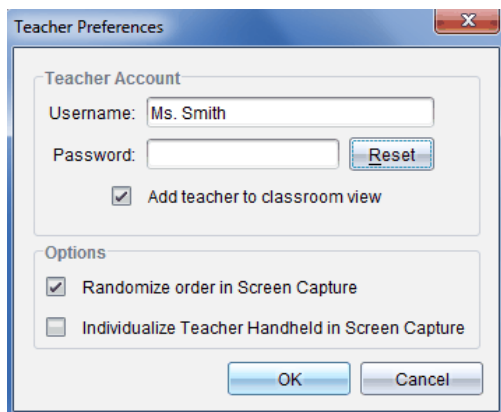 Teacher Preferences
Teacher Account
Username: Ms. Smith
Password: Reset
Add teacher to classroom view
Options
Randomize order in Screen Capture
Individualize Teacher Handheld in Screen Capture
OK Cancel